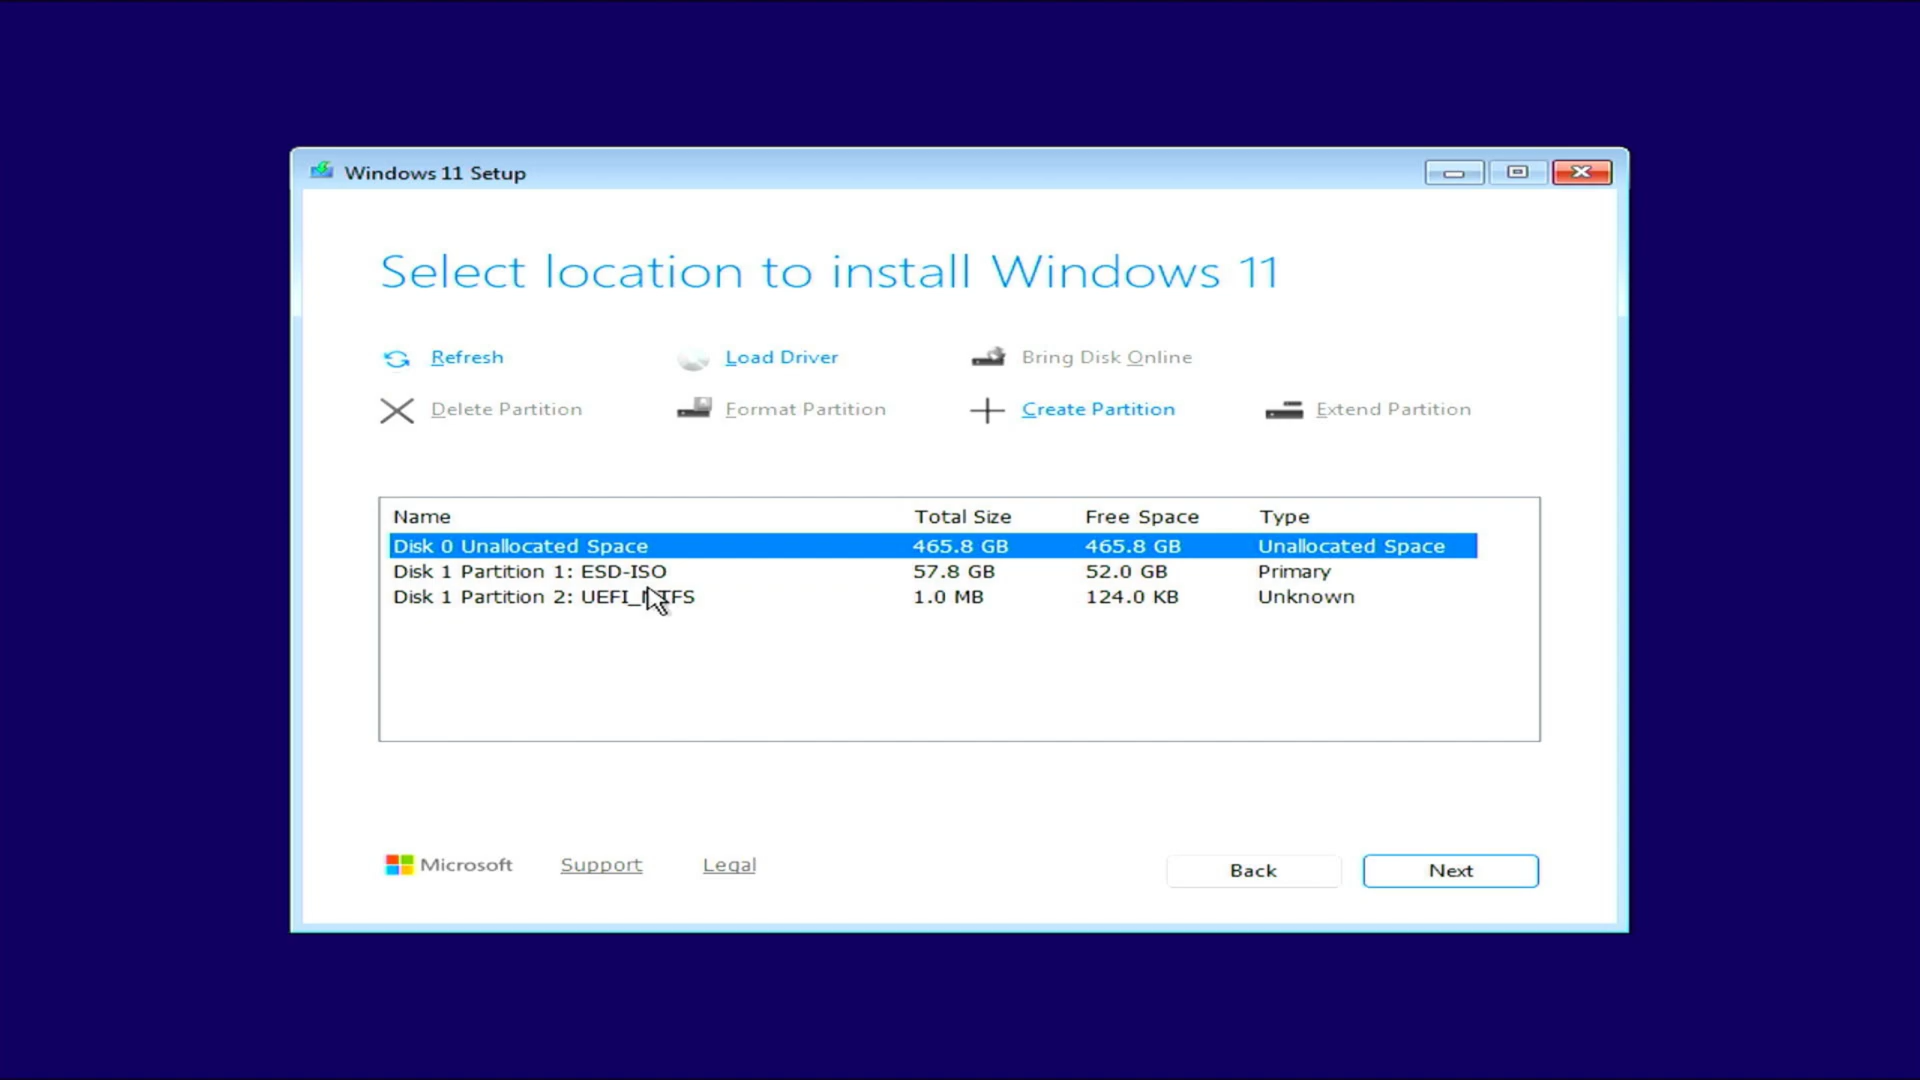 Windows 11 Setup
Select location to install Windows 11
Refresh
Load Driver
Bring Disk Online
Delete Partition
Format Partition
Create Partition
Extend Partition
Name Total Size Free Space Type
Disk 0 Unallocated Space 465.8 GB 465.8 GB Unallocated Space
Disk 1 Partition 1: ESD-ISO 57.8 GB 52.0 GB Primary
Disk 1 Partition 2: UEFI_NTFS 1.0 MB 124.0 KB Unknown
Microsoft
Support
Legal
Back
Next